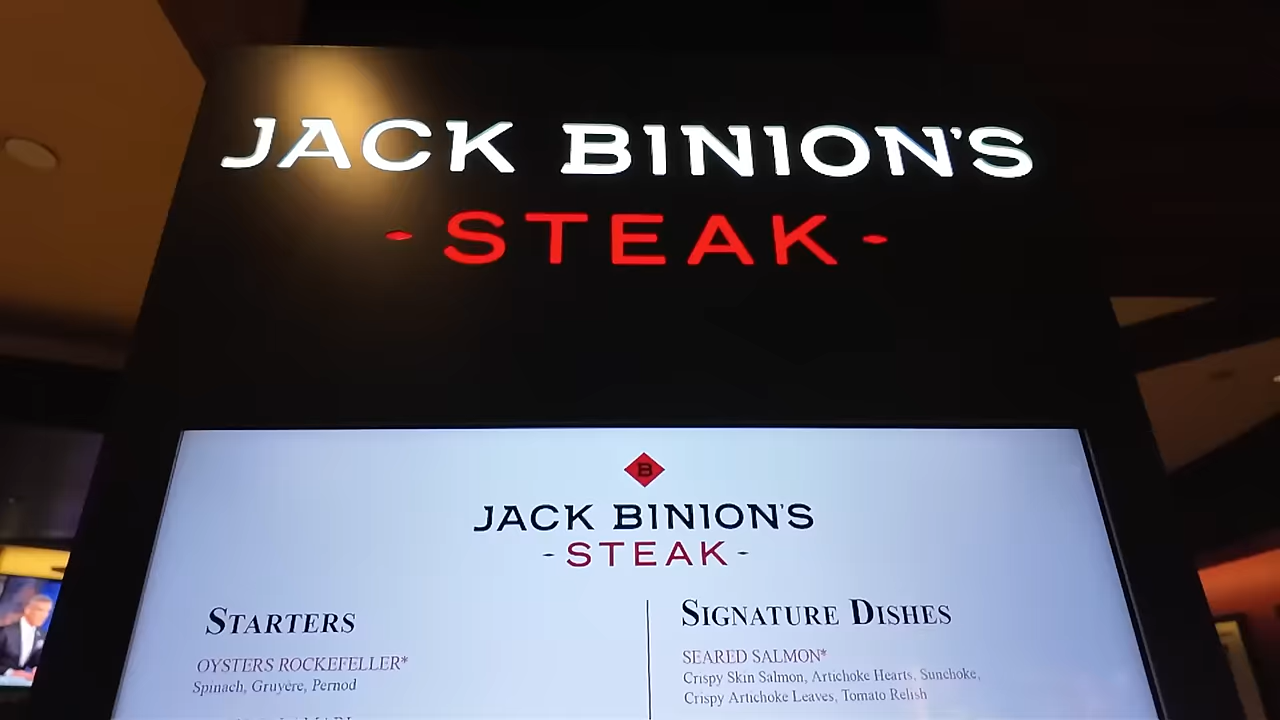 JACK BINION'S
- STEAK -
B
JACK BINION'S
- STEAK -
STARTERS
OYSTERS ROCKEFELLER*
Spinach, Gruyère, Pernod
SIGNATURE DISHES
SEARED SALMON*
Crispy Skin Salmon, Artichoke Hearts, Sunchoke,
Crispy Artichoke Leaves, Tomato Relish